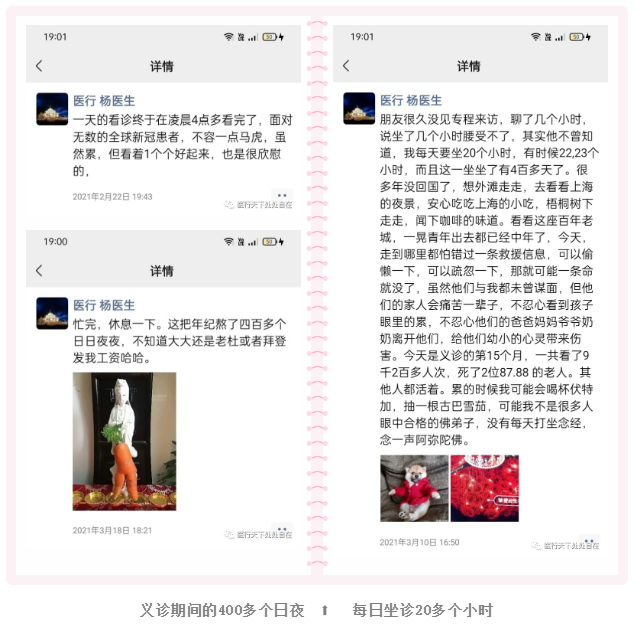 19:01
详情
医行 杨医生
一天的看诊终于在凌晨4点多看完了，面对
无数的全球新冠患者，不容一点马虎，虽
然累，但看着1个个好起来，也是很欣慰
的，
2021年2月22日 19:43
医行天下处处自在
19:00
详情
医行 杨医生
忙完，休息一下。这把年纪熬了四百多个
日日夜夜，不知道大大还是老杜或者拜登
发我工资哈哈。
2021年3月18日 18:21
医行天下处处自在
19:01
详情
医行 杨医生
朋友很久没见专程来访，聊了几个小时，
说坐了几个小时腰受不了，其实他不曾知
道，我每天要坐20个小时，有时候22,23个
小时，而且这一坐坐了有4百多天了。很
多年没回国了，想外滩走走，去看看上海
的夜景，安心吃吃上海的小吃，梧桐树下
走走，闻下咖啡的味道。看看这座百年老
城，一晃青年出去都已经中年了，今天，
走到哪里都怕错过一条救援信息，可以偷
懒一下，可以疏忽一下，那就可能一条命
就没了，虽然他们与我都未曾谋面，但他
们的家人会痛苦一辈子，不忍心看到孩子
眼里的累，不忍心他们的爸爸妈妈爷爷奶
奶离开他们，给他们幼小的心灵带来伤
害。今天是义诊的第15个月，一共看了9
千2百多人次，死了2位87.88 的老人。其
他人都活着。累的时候我可能会喝杯伏特
加，抽一根古巴雪茄，可能我不是很多人
眼中合格的佛弟子，没有每天打坐念经，
念一声阿弥陀佛。
2021年3月10日 16:50
医行天下处处自在
义诊期间的400多个日夜 ⬆ 每日坐诊20多个小时